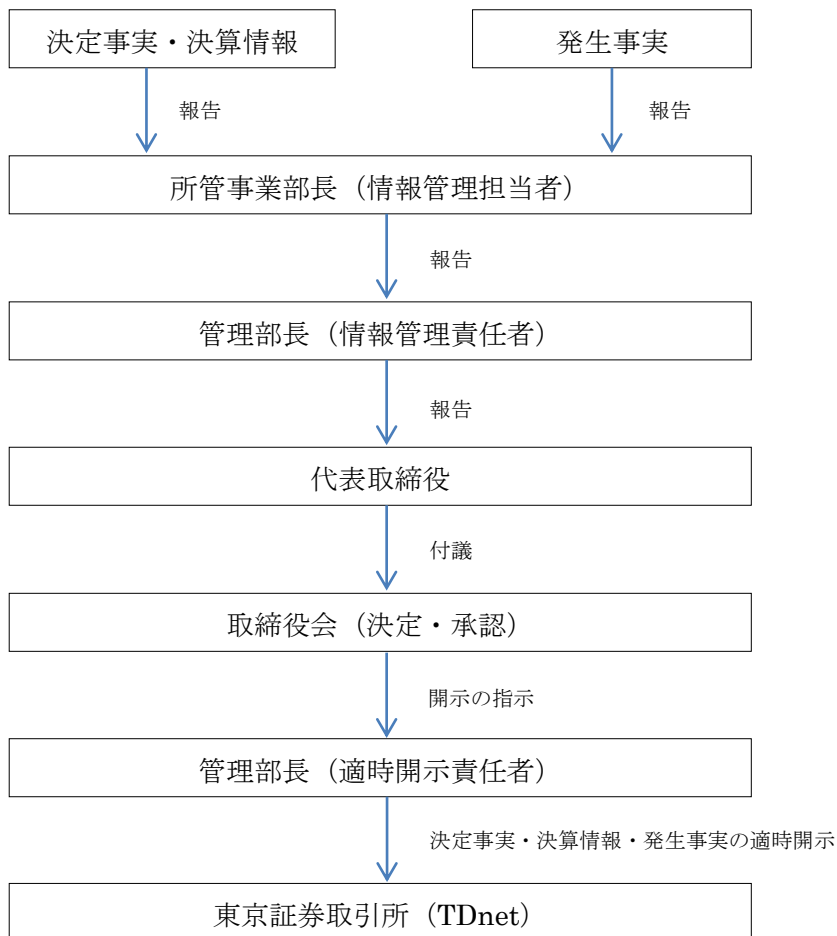 決定事実・決算情報
発生事実
報告
報告
所管事業部長（情報管理担当者）
報告
管理部長（情報管理責任者）
報告
代表取締役
付議
取締役会（決定・承認）
開示の指示
管理部長（適時開示責任者）
決定事実・決算情報・発生事実の適時開示
東京証券取引所（TDnet）